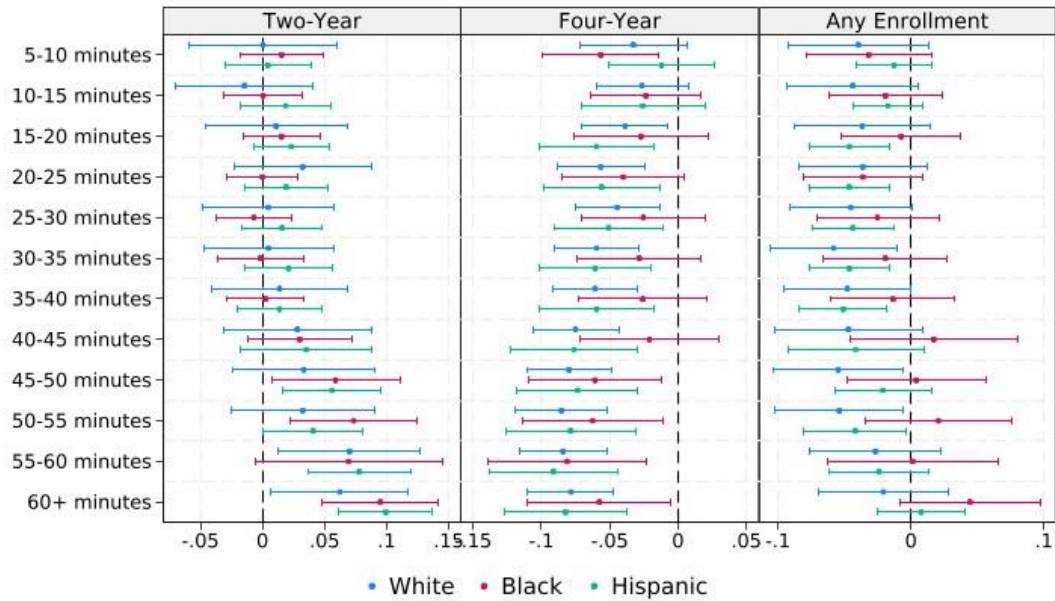 Two-Year Four-Year Any Enrollment
5-10 minutes
10-15 minutes
15-20 minutes
20-25 minutes
25-30 minutes
30-35 minutes
35-40 minutes
40-45 minutes
45-50 minutes
50-55 minutes
55-60 minutes
60+ minutes
-.05 0 .05 .1 .15 -.15 -.1 -.05 0 .05 -.1 0 .1
White Black Hispanic